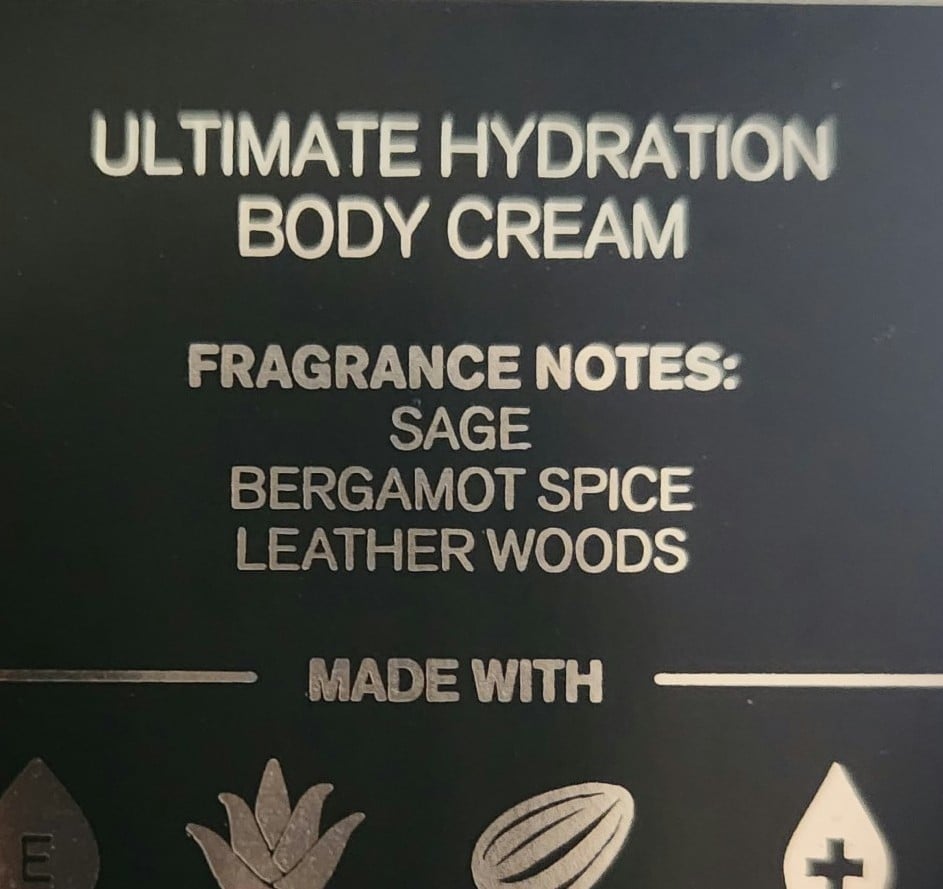 ULTIMATE HYDRATION
BODY CREAM
FRAGRANCE NOTES:
SAGE
BERGAMOT SPICE
LEATHER WOODS
MADE WITH
E